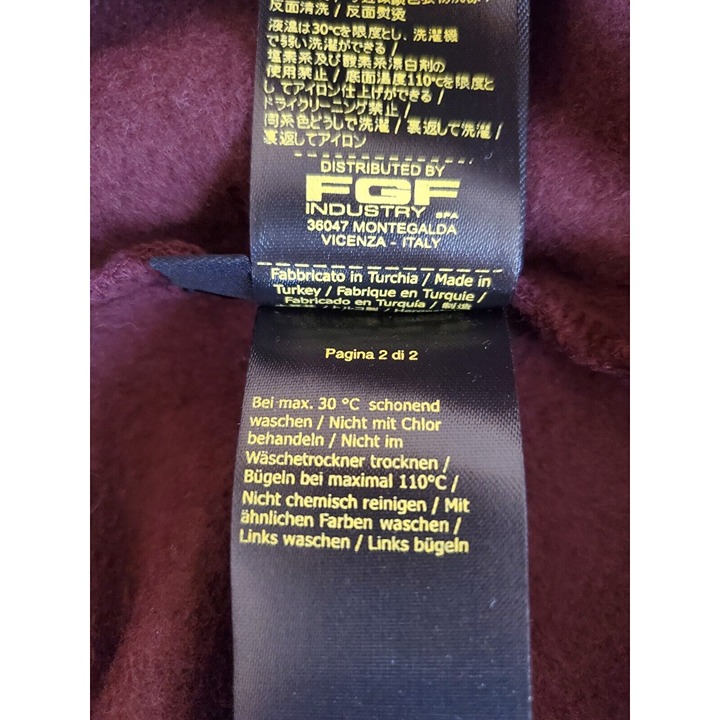 反面清洗 / 反面熨烫
液温は30℃を限度とし、洗濯機
で弱い洗濯ができる /
塩素系及び酸素系漂白剤の
使用禁止 / 底面温度110℃を限度と
してアイロン仕上げができる /
ドライクリーニング禁止 /
同系色どうしで洗濯 / 裏返して洗濯 /
裏返してアイロン
DISTRIBUTED BY
FGF
INDUSTRY SPA
36047 MONTEGALDA
VICENZA - ITALY
Fabbricato in Turchia / Made in
Turkey / Fabrique en Turquie /
Fabricado en Turquía /
Pagina 2 di 2
Bei max. 30 °C schonend
waschen / Nicht mit Chlor
behandeln / Nicht im
Wäschetrockner trocknen /
Bügeln bei maximal 110°C /
Nicht chemisch reinigen / Mit
ähnlichen Farben waschen /
Links waschen / Links bügeln